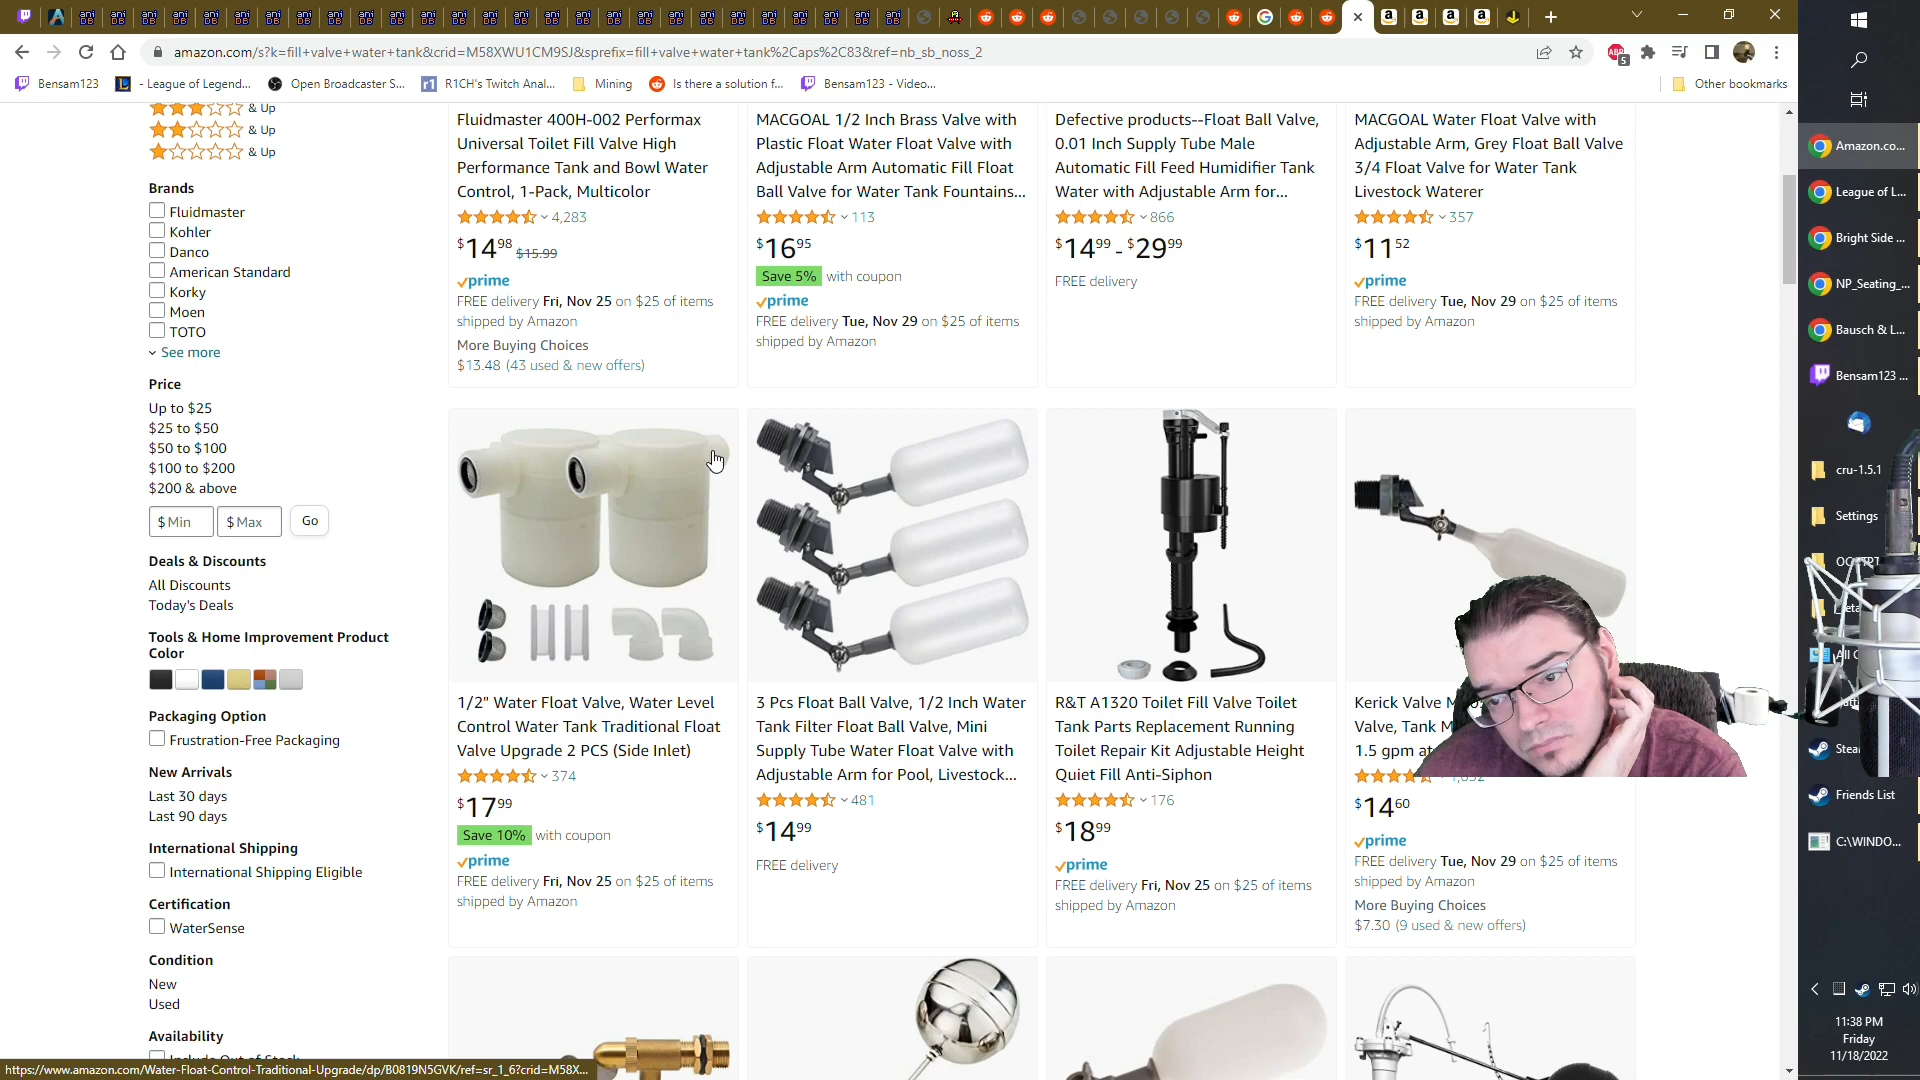 amazon.com/s?k=fill+valve+water+tank&crid=M58XWU1CM9SJ&sprefix=fill+valve+water+tank%2Caps%2C83&ref=nb_sb_noss_2
Bensam123
- League of Legend...
Open Broadcaster S...
R1CH's Twitch Anal...
Mining
Is there a solution f...
Bensam123 - Video...
Other bookmarks
& Up
& Up
& Up
Brands
Fluidmaster
Kohler
Danco
American Standard
Korky
Moen
TOTO
See more
Price
Up to $25
$25 to $50
$50 to $100
$100 to $200
$200 & above
$ Min
$ Max
Go
Deals & Discounts
All Discounts
Today's Deals
Tools & Home Improvement Product
Color
Packaging Option
Frustration-Free Packaging
New Arrivals
Last 30 days
Last 90 days
International Shipping
International Shipping Eligible
Certification
WaterSense
Condition
New
Used
Availability
Fluidmaster 400H-002 Performax
Universal Toilet Fill Valve High
Performance Tank and Bowl Water
Control, 1-Pack, Multicolor
4,283
$14 98 $15.99
prime
FREE delivery Fri, Nov 25 on $25 of items
shipped by Amazon
More Buying Choices
$13.48 (43 used & new offers)
MACGOAL 1/2 Inch Brass Valve with
Plastic Float Water Float Valve with
Adjustable Arm Automatic Fill Float
Ball Valve for Water Tank Fountains...
113
$16 95
Save 5% with coupon
prime
FREE delivery Tue, Nov 29 on $25 of items
shipped by Amazon
Defective products--Float Ball Valve,
0.01 Inch Supply Tube Male
Automatic Fill Feed Humidifier Tank
Water with Adjustable Arm for...
866
$14 99 - $29 99
FREE delivery
MACGOAL Water Float Valve with
Adjustable Arm, Grey Float Ball Valve
3/4 Float Valve for Water Tank
Livestock Waterer
357
$11 52
prime
FREE delivery Tue, Nov 29 on $25 of items
shipped by Amazon
1/2" Water Float Valve, Water Level
Control Water Tank Traditional Float
Valve Upgrade 2 PCS (Side Inlet)
374
$17 99
Save 10% with coupon
prime
FREE delivery Fri, Nov 25 on $25 of items
shipped by Amazon
3 Pcs Float Ball Valve, 1/2 Inch Water
Tank Filter Float Ball Valve, Mini
Supply Tube Water Float Valve with
Adjustable Arm for Pool, Livestock...
481
$14 99
FREE delivery
R&T A1320 Toilet Fill Valve Toilet
Tank Parts Replacement Running
Toilet Repair Kit Adjustable Height
Quiet Fill Anti-Siphon
176
$18 99
prime
FREE delivery Fri, Nov 25 on $25 of items
shipped by Amazon
Kerick Valve
Valve, Tank
1.5 gpm at
$14 60
prime
FREE delivery Tue, Nov 29 on $25 of items
shipped by Amazon
More Buying Choices
$7.30 (9 used & new offers)
https://www.amazon.com/Water-Float-Control-Traditional-Upgrade/dp/B0819N5GVK/ref=sr_1_6?crid=M58X...
Amazon.co...
League of L...
Bright Side ...
NP_Seating_...
Bausch & L...
Bensam123 ...
cru-1.5.1
Settings
Friends List
C:\WINDO...
11:38 PM
Friday
11/18/2022